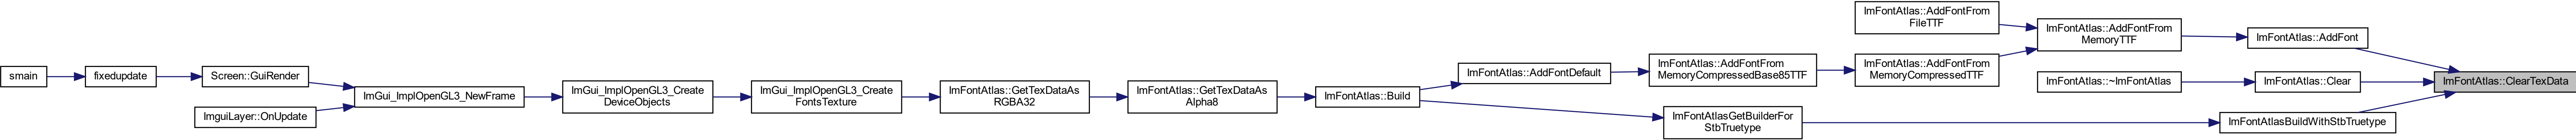 smain
fixedupdate
Screen::GuiRender
ImguiLayer::OnUpdate
ImGui_ImplOpenGL3_NewFrame
ImGui_ImplOpenGL3_Create
DeviceObjects
ImGui_ImplOpenGL3_Create
FontsTexture
ImFontAtlas::GetTexDataAs
RGBA32
ImFontAtlas::GetTexDataAs
Alpha8
ImFontAtlas::Build
ImFontAtlas::AddFontDefault
ImFontAtlas::AddFontFrom
MemoryCompressedBase85TTF
ImFontAtlasGetBuilderFor
StbTruetype
ImFontAtlas::AddFontFrom
FileTTF
ImFontAtlas::AddFontFrom
MemoryCompressedTTF
ImFontAtlas::AddFontFrom
MemoryTTF
ImFontAtlas::~ImFontAtlas
ImFontAtlas::AddFont
ImFontAtlas::Clear
ImFontAtlasBuildWithStbTruetype
ImFontAtlas::ClearTexData